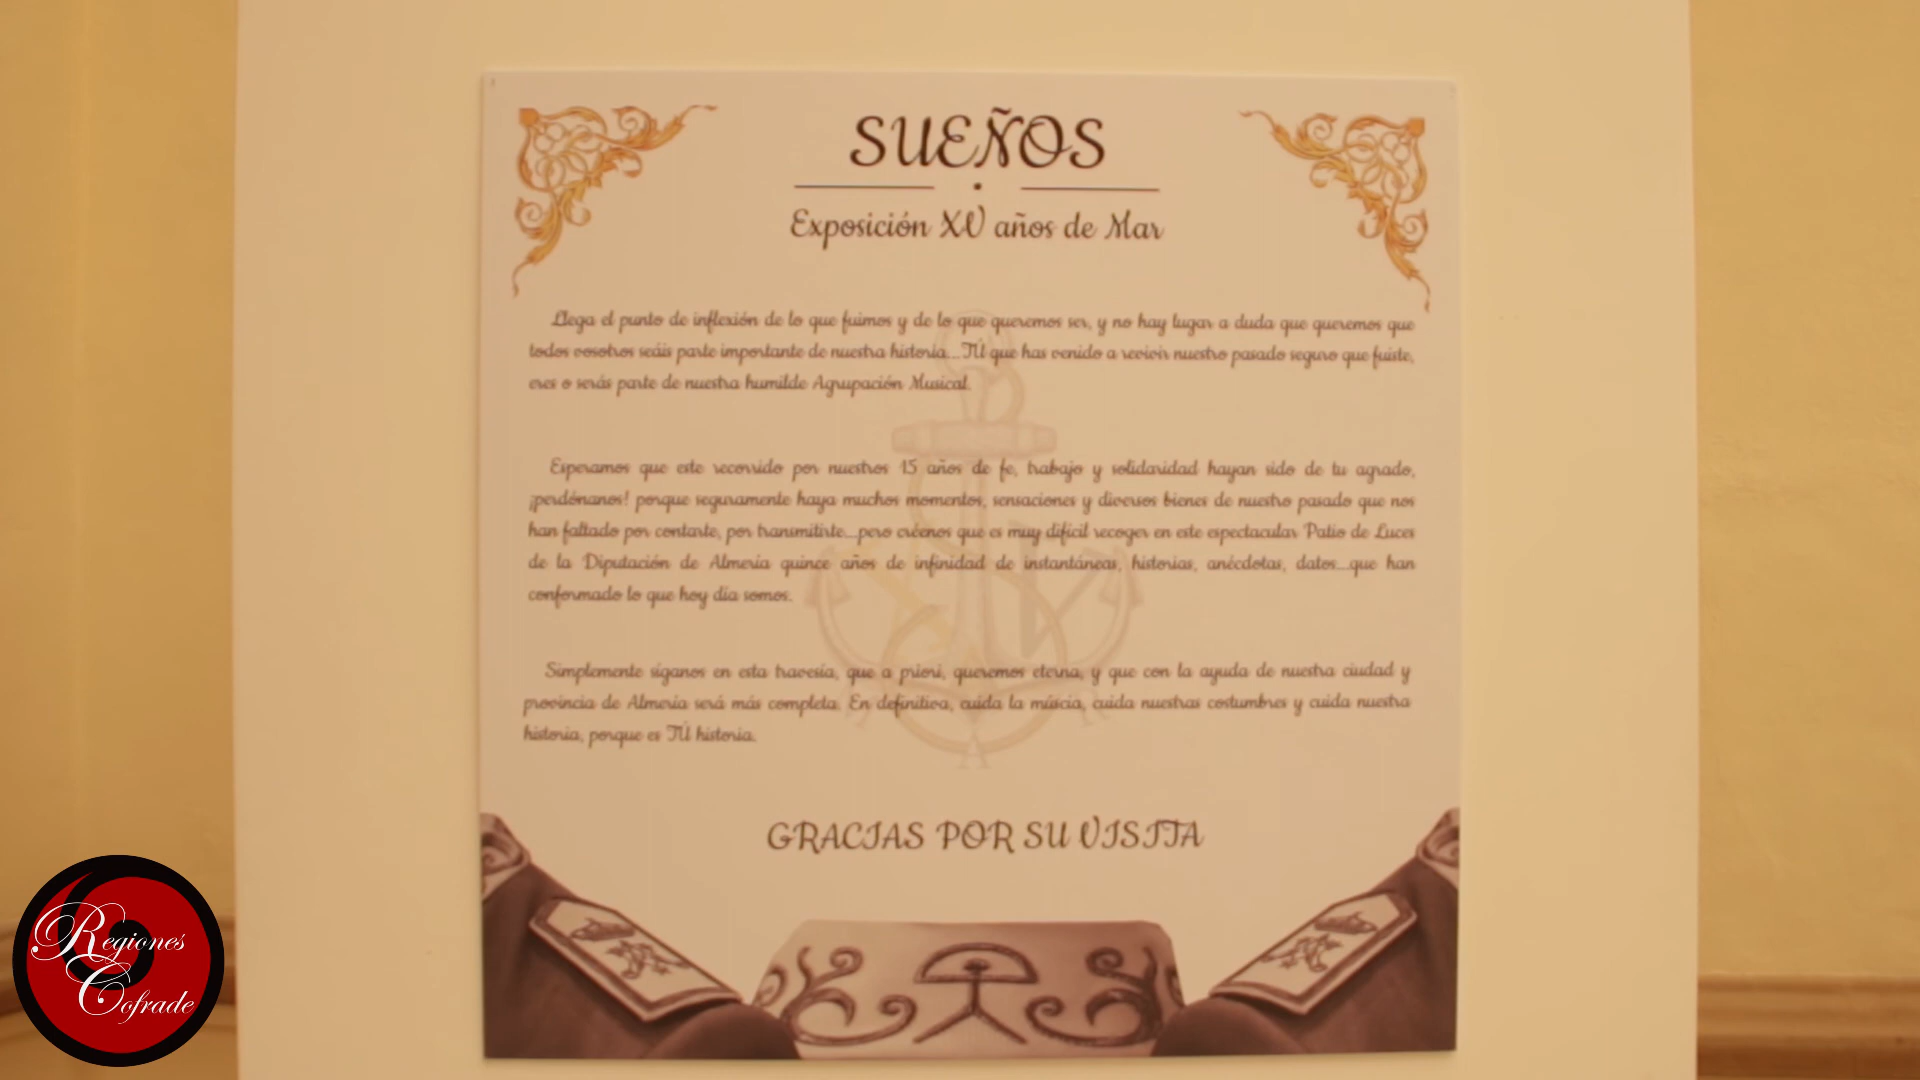 SUEÑOS
Exposición XV años de Mar
Llega el punto de inflexión de lo que fuimos y de lo que queremos ser, y no hay lugar a duda que queremos que
todos vosotros seáis parte importante de nuestra historia...TÚ que has venido a revivir nuestro pasado seguro que fuiste,
eres o serás parte de nuestra humilde Agrupación Musical.
Esperamos que este recorrido por nuestros 15 años de fe, trabajo y solidaridad hayan sido de tu agrado,
¡perdónanos! porque seguramente haya muchos momentos, sensaciones y diversos bienes de nuestro pasado que nos
han faltado por contarte, por transmitirte...pero créenos que es muy difícil recoger en este espectacular Patio de Luces
de la Diputación de Almería quince años de infinidad de instantáneas, historias, anécdotas, datos...que han
conformado lo que hoy día somos.
Simplemente síganos en esta travesía, que a priori, queremos eterna, y que con la ayuda de nuestra ciudad y
provincia de Almería será más completa. En definitiva, cuida la múscia, cuida nuestras costumbres y cuida nuestra
historia, porque es TÚ historia.
GRACIAS POR SU VISITA
Regiones
Cofrade